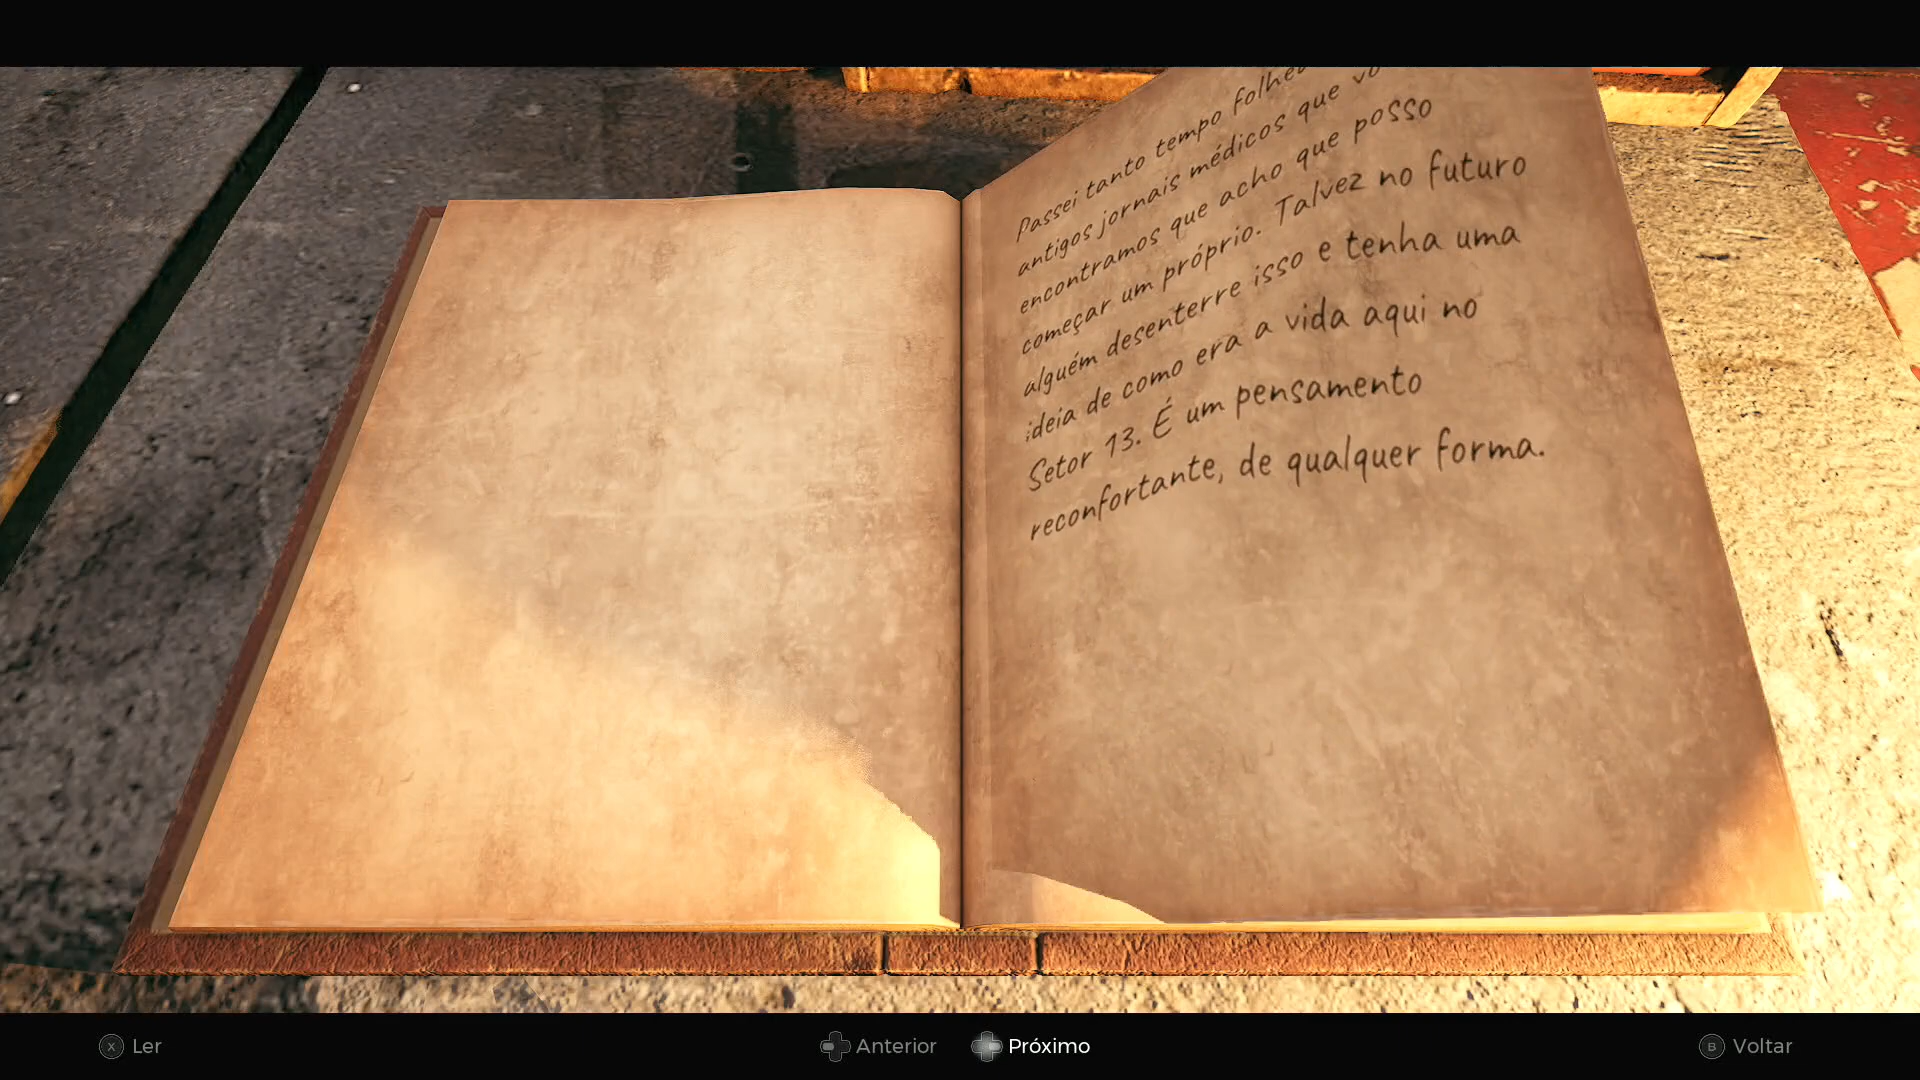 Passei tanto tempo
antigos jornais médicos que
encontramos que acho que posso
começar um próprio. Talvez no futuro
alguém desenterre isso e tenha uma
ideia de como era a vida aqui no
Setor 13. É um pensamento
reconfortante, de qualquer forma.
X Ler
Anterior
Próximo
B Voltar